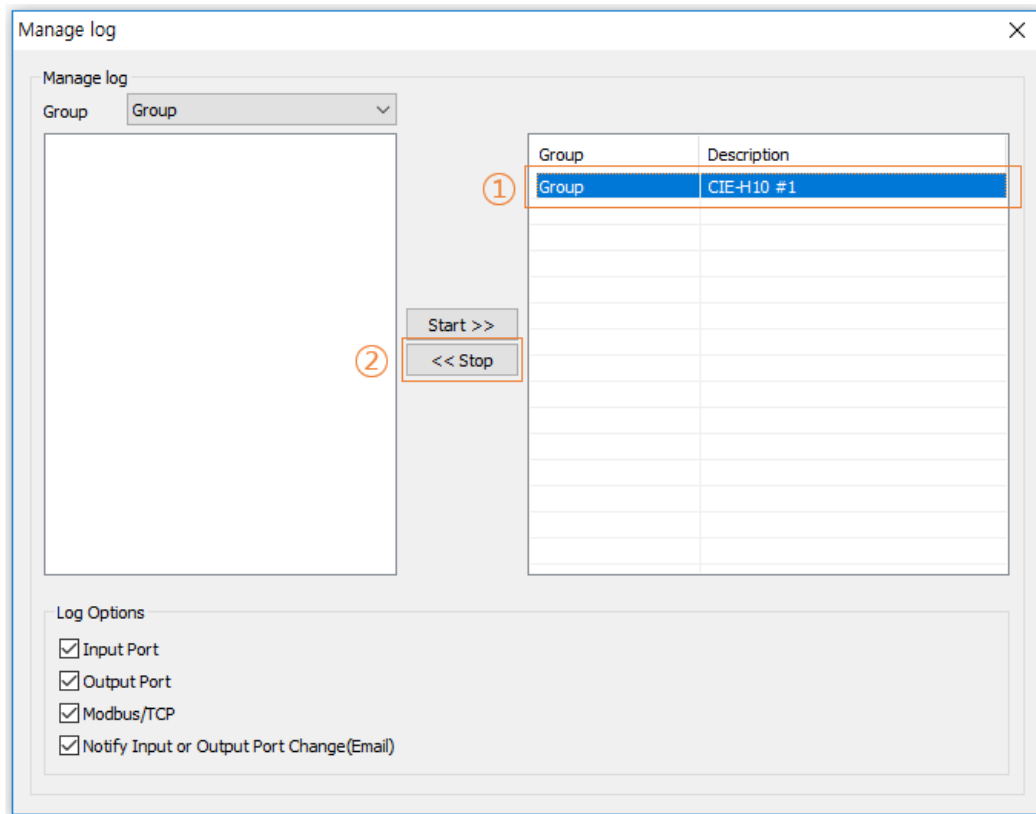 Manage log
Manage log
Group Group
Group Description
① Group CIE-H10 #1
Start >>
② << Stop
Log Options
Input Port
Output Port
Modbus/TCP
Notify Input or Output Port Change(Email)